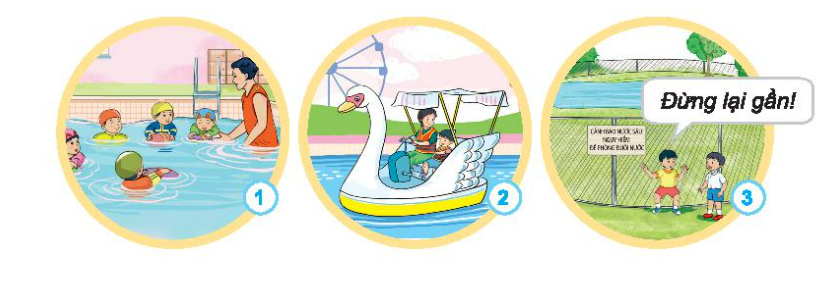 Đừng lại gần!
CẢNH BÁO NƯỚC SÂU
NGUY HIỂM
ĐỀ PHÒNG ĐUỐI NƯỚC
1
2
3